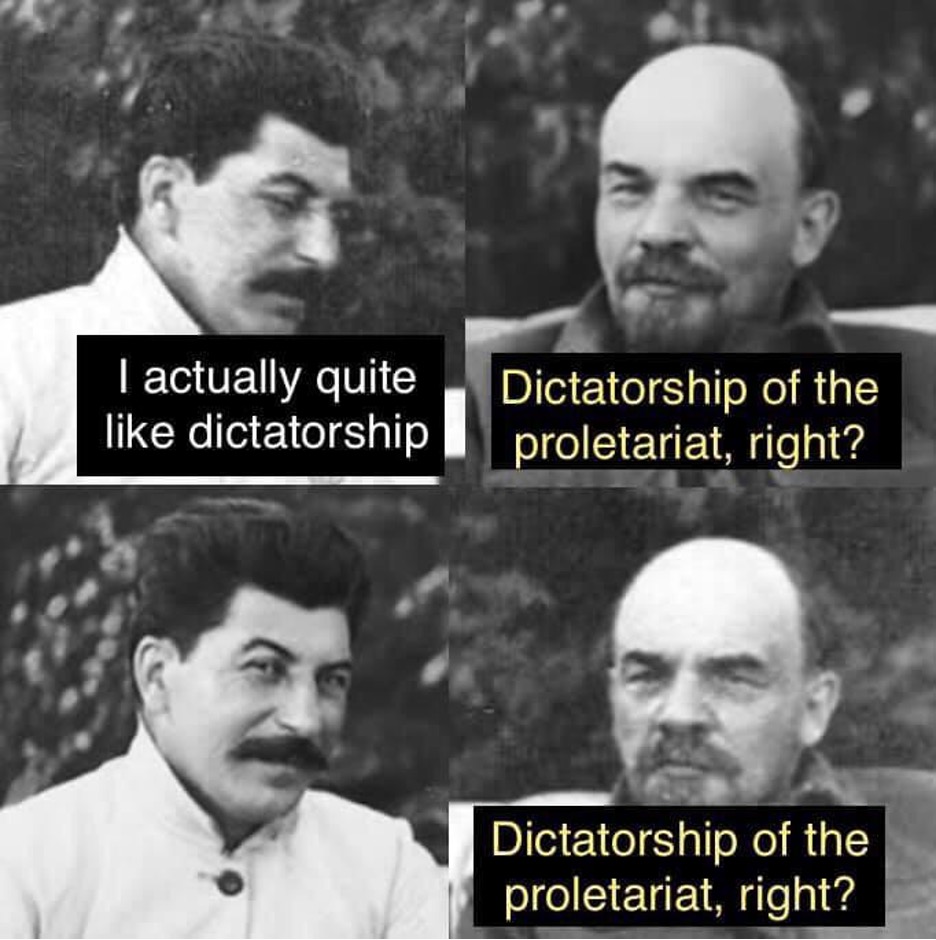 I actually quite
like dictatorship
Dictatorship of the
proletariat, right?
Dictatorship of the
proletariat, right?